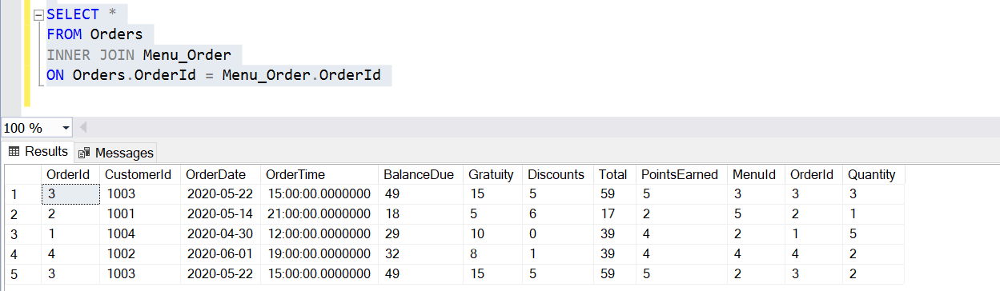 SELECT *
FROM Orders
INNER JOIN Menu_Order
ON Orders.OrderId = Menu_Order.OrderId
100 %
Results Messages
OrderId CustomerId OrderDate OrderTime BalanceDue Gratuity Discounts Total PointsEarned MenuId OrderId Quantity
1 3 1003 2020-05-22 15:00:00.0000000 49 15 5 59 5 3 3 3
2 2 1001 2020-05-14 21:00:00.0000000 18 5 6 17 2 5 2 1
3 1 1004 2020-04-30 12:00:00.0000000 29 10 0 39 4 2 1 5
4 4 1002 2020-06-01 19:00:00.0000000 32 8 1 39 4 4 4 2
5 3 1003 2020-05-22 15:00:00.0000000 49 15 5 59 5 2 3 2